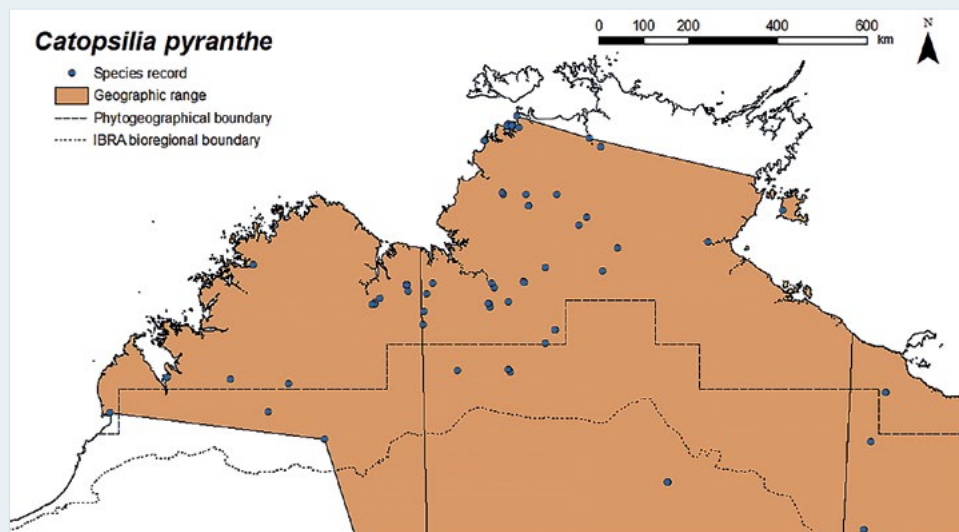 Catopsilia pyranthe
Species record
Geographic range
Phytogeographical boundary
IBRA bioregional boundary
0 100 200 400 600
km
N